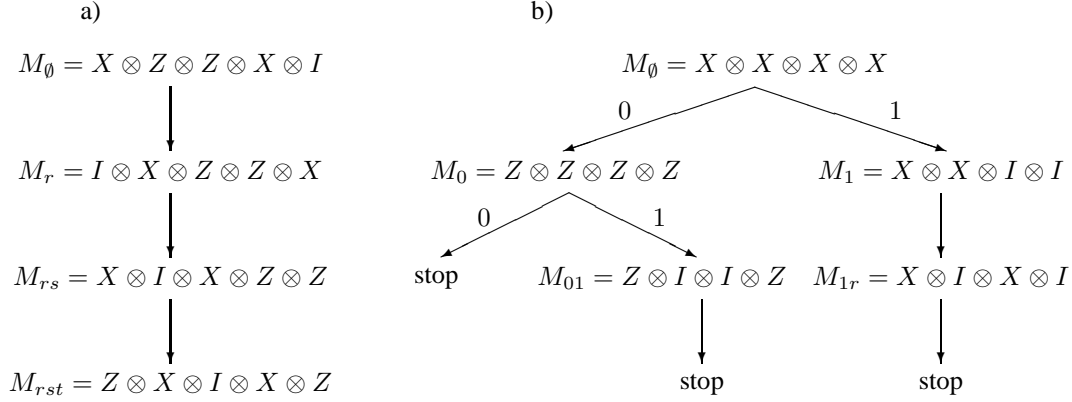 a) b)
M_∅ = X ⊗ Z ⊗ Z ⊗ X ⊗ I
M_r = I ⊗ X ⊗ Z ⊗ Z ⊗ X
M_rs = X ⊗ I ⊗ X ⊗ Z ⊗ Z
M_rst = Z ⊗ X ⊗ I ⊗ X ⊗ Z
M_∅ = X ⊗ X ⊗ X ⊗ X
0 1
M_0 = Z ⊗ Z ⊗ Z ⊗ Z M_1 = X ⊗ X ⊗ I ⊗ I
0 1
stop M_01 = Z ⊗ I ⊗ I ⊗ Z M_1r = X ⊗ I ⊗ X ⊗ I
stop stop